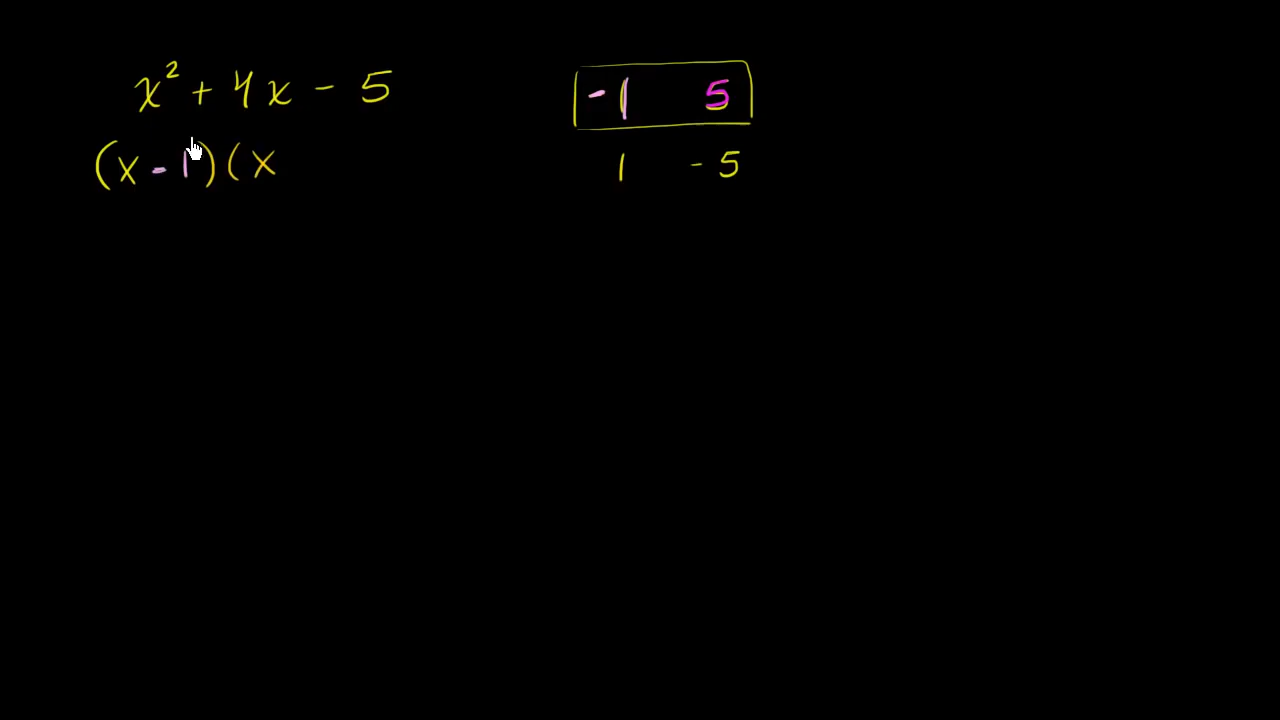 x² + 4x - 5
-1 5
(x - 1)(x
1 -5